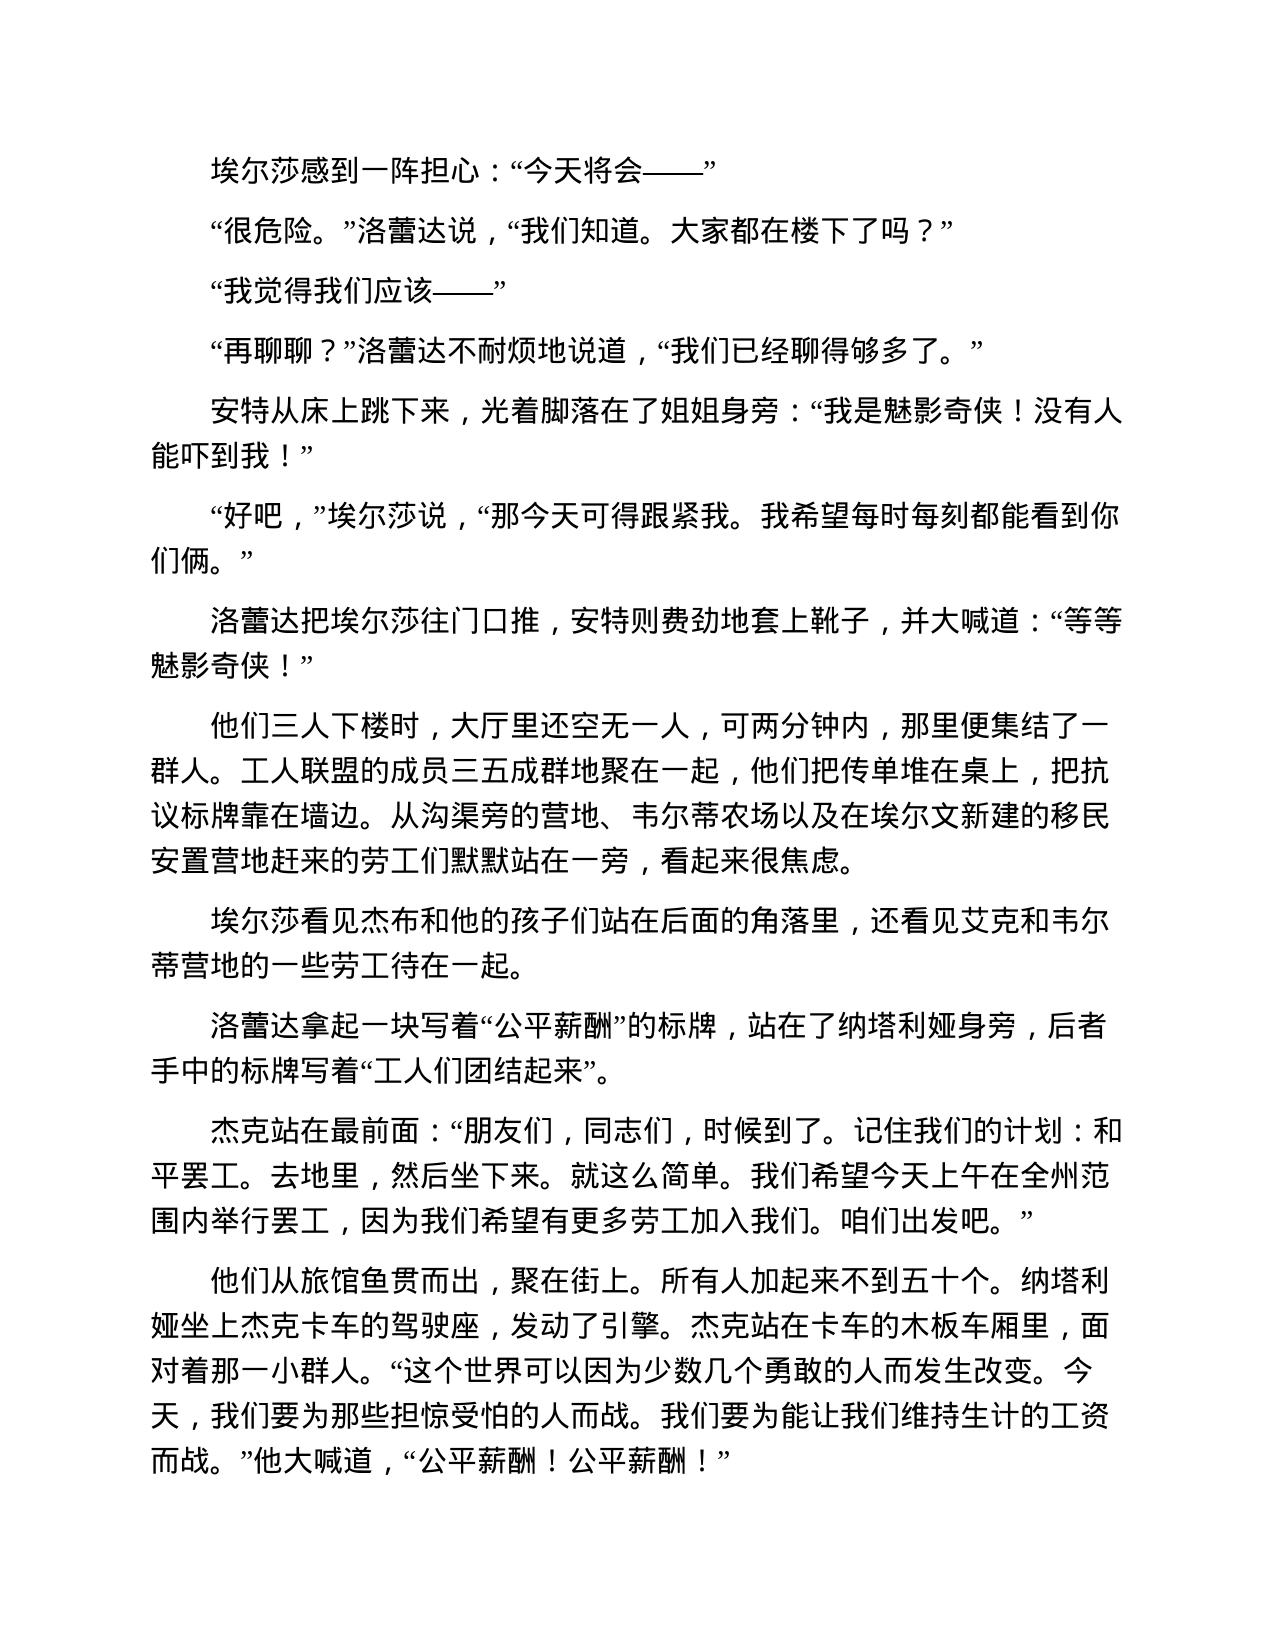 埃尔莎感到一阵担心：“今天将会——”
“很危险。”洛蕾达说，“我们知道。大家都在楼下了吗？”
“我觉得我们应该——”
“再聊聊？”洛蕾达不耐烦地说道，“我们已经聊得够多了。”
安特从床上跳下来，光着脚落在了姐姐身旁：“我是魅影奇侠！没有人
能吓到我！”
“好吧，”埃尔莎说，“那今天可得跟紧我。我希望每时每刻都能看到你
们俩。”
洛蕾达把埃尔莎往门口推，安特则费劲地套上靴子，并大喊道：“等等
魅影奇侠！”
他们三人下楼时，大厅里还空无一人，可两分钟内，那里便集结了一
群人。工人联盟的成员三五成群地聚在一起，他们把传单堆在桌上，把抗
议标牌靠在墙边。从沟渠旁的营地、韦尔蒂农场以及在埃尔文新建的移民
安置营地赶来的劳工们默默站在一旁，看起来很焦虑。
埃尔莎看见杰布和他的孩子们站在后面的角落里，还看见艾克和韦尔
蒂营地的一些劳工待在一起。
洛蕾达拿起一块写着“公平薪酬”的标牌，站在了纳塔利娅身旁，后者
手中的标牌写着“工人们团结起来”。
杰克站在最前面：“朋友们，同志们，时候到了。记住我们的计划：和
平罢工。去地里，然后坐下来。就这么简单。我们希望今天上午在全州范
围内举行罢工，因为我们希望有更多劳工加入我们。咱们出发吧。”
他们从旅馆鱼贯而出，聚在街上。所有人加起来不到五十个。纳塔利
娅坐上杰克卡车的驾驶座，发动了引擎。杰克站在卡车的木板车厢里，面
对着那一小群人。“这个世界可以因为少数几个勇敢的人而发生改变。今
天，我们要为那些担惊受怕的人而战。我们要为能让我们维持生计的工资
而战。”他大喊道，“公平薪酬！公平薪酬！”